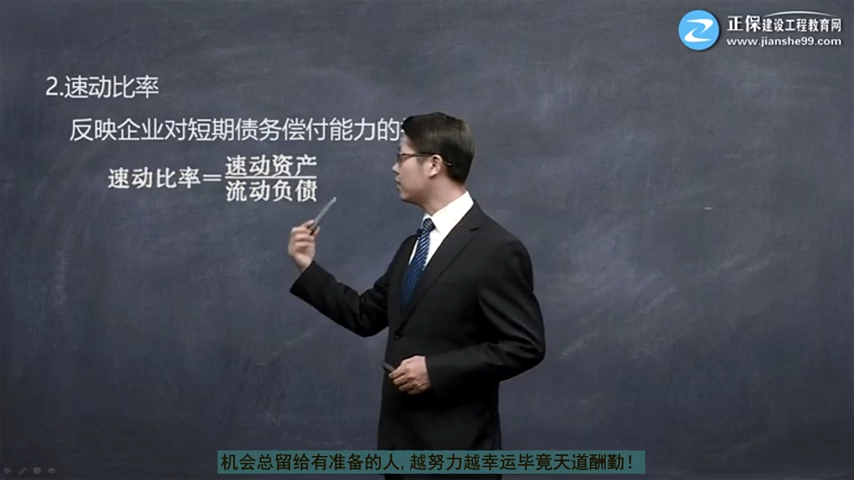 正保建设工程教育网
www.jianshe99.com
2.速动比率
反映企业对短期债务偿付能力的
速动比率=速动资产
流动负债
机会总留给有准备的人,越努力越幸运毕竟天道酬勤!